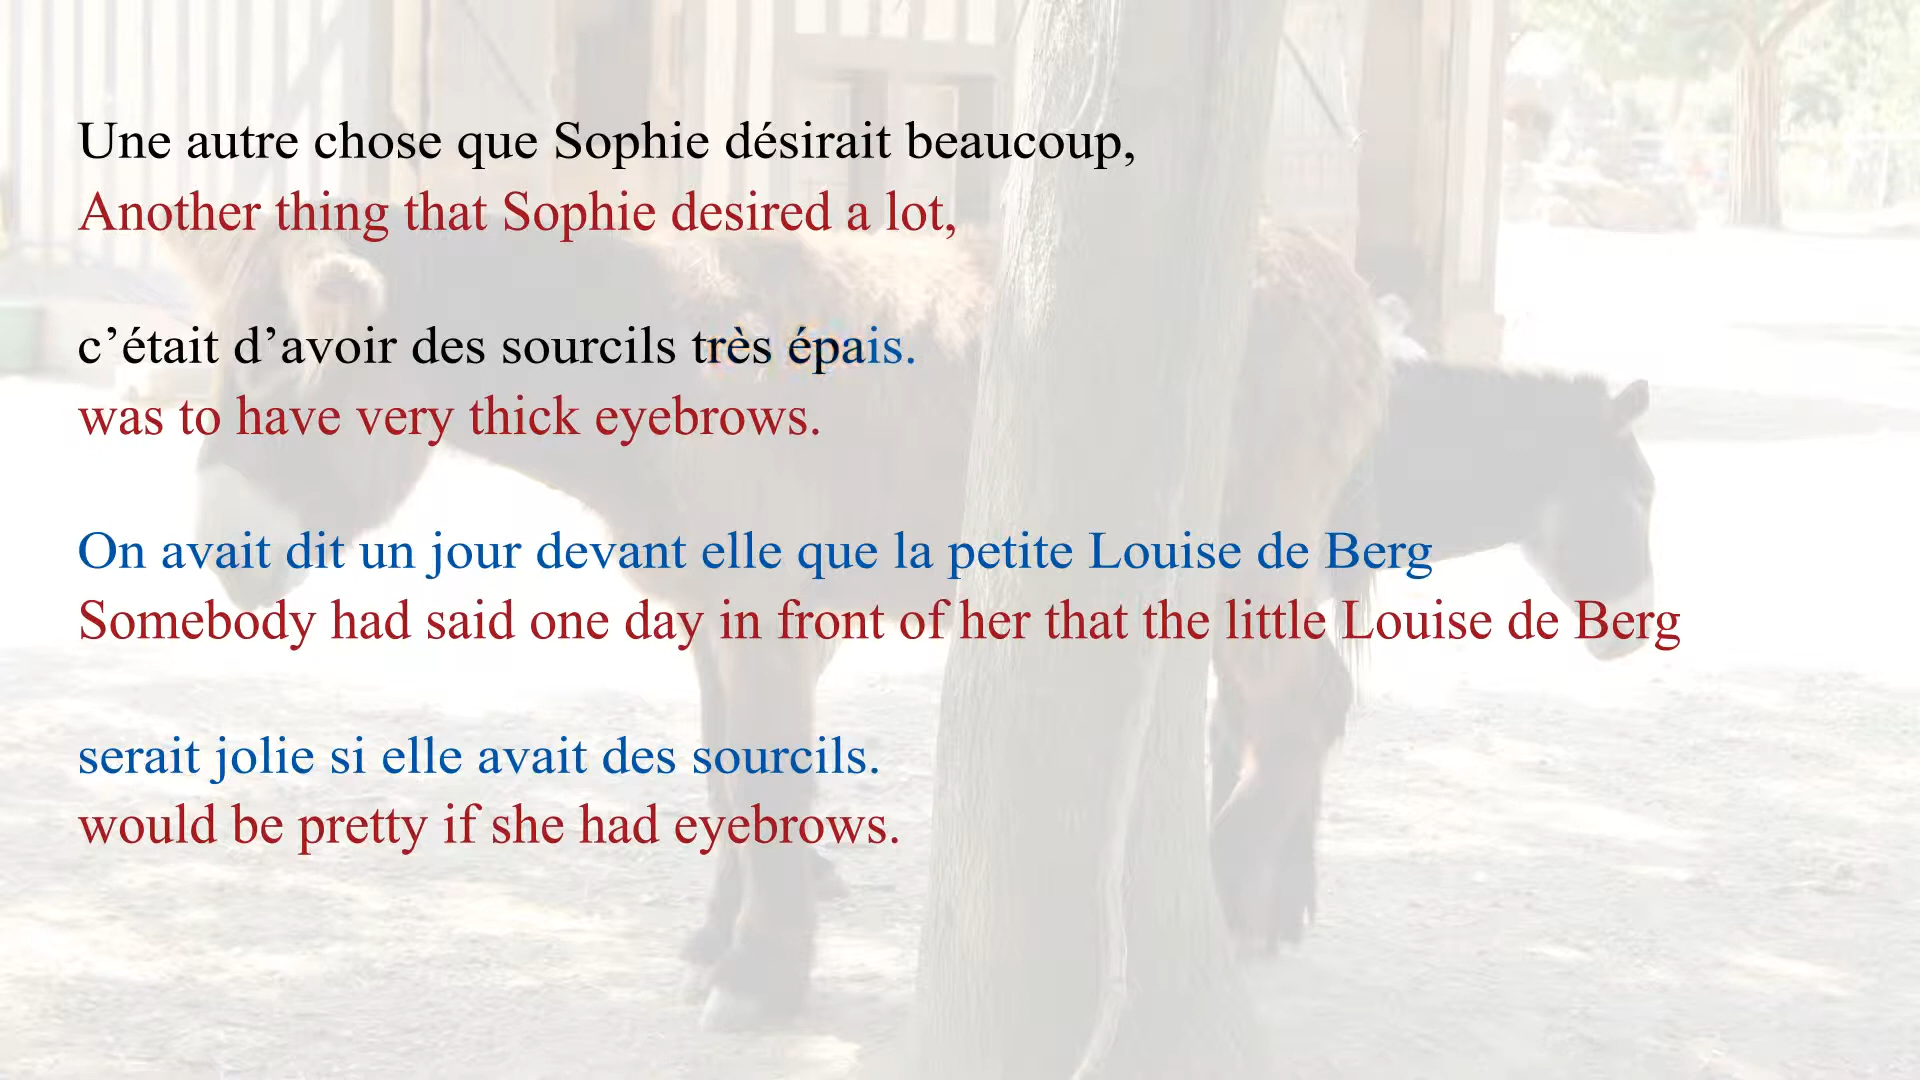 Une autre chose que Sophie désirait beaucoup,
Another thing that Sophie desired a lot,
c’était d’avoir des sourcils très épais.
was to have very thick eyebrows.
On avait dit un jour devant elle que la petite Louise de Berg
Somebody had said one day in front of her that the little Louise de Berg
serait jolie si elle avait des sourcils.
would be pretty if she had eyebrows.